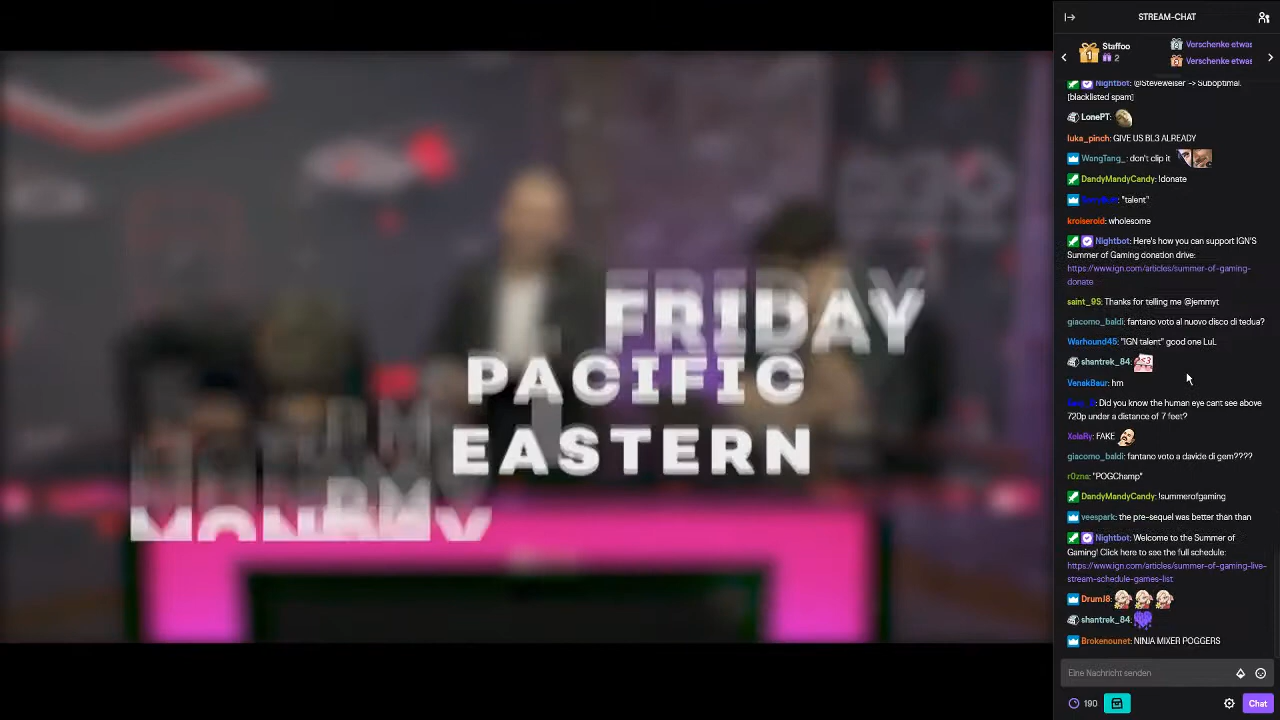 FRIDAY
PACIFIC
EASTERN
MONDAY
STREAM-CHAT
Staffoo
2
Verschenke etwas
Verschenke etwas
Nightbot: @Steveweiser -> Suboptimal.
[blacklisted spam]
LonePT:
luka_pinch: GIVE US BL3 ALREADY
WangTang_: don't clip it
DandyMandyCandy: !donate
: "talent"
kroiseroid: wholesome
Nightbot: Here's how you can support IGN'S
Summer of Gaming donation drive:
https://www.ign.com/articles/summer-of-gaming-
donate
saint_95: Thanks for telling me @jemmyt
giacomo_baldi: fantano voto al nuovo disco di tedua?
Warhound45: "IGN talent" good one LuL
shantrek_84:
VenakBaur: hm
: Did you know the human eye cant see above
720p under a distance of 7 feet?
XelaRy: FAKE
giacomo_baldi: fantano voto a davide di gem????
r0zne: "POGChamp"
DandyMandyCandy: !summerofgaming
veespark: the pre-sequel was better than than
Nightbot: Welcome to the Summer of
Gaming! Click here to see the full schedule:
https://www.ign.com/articles/summer-of-gaming-live-
stream-schedule-games-list
DrumJ8:
shantrek_84:
Brokenounet: NINJA MIXER POGGERS
Eine Nachricht senden
190
Chat